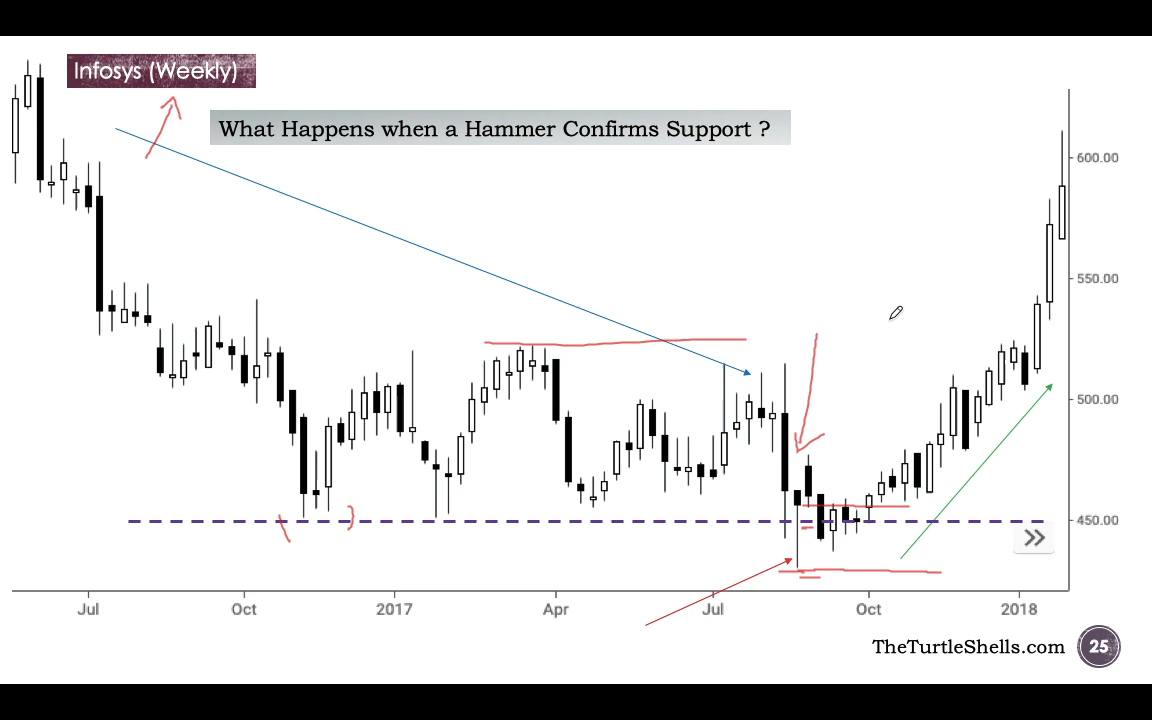 Infosys (Weekly)
What Happens when a Hammer Confirms Support ?
600.00
550.00
500.00
450.00
Jul Oct 2017 Apr Jul Oct 2018
TheTurtleShells.com 25